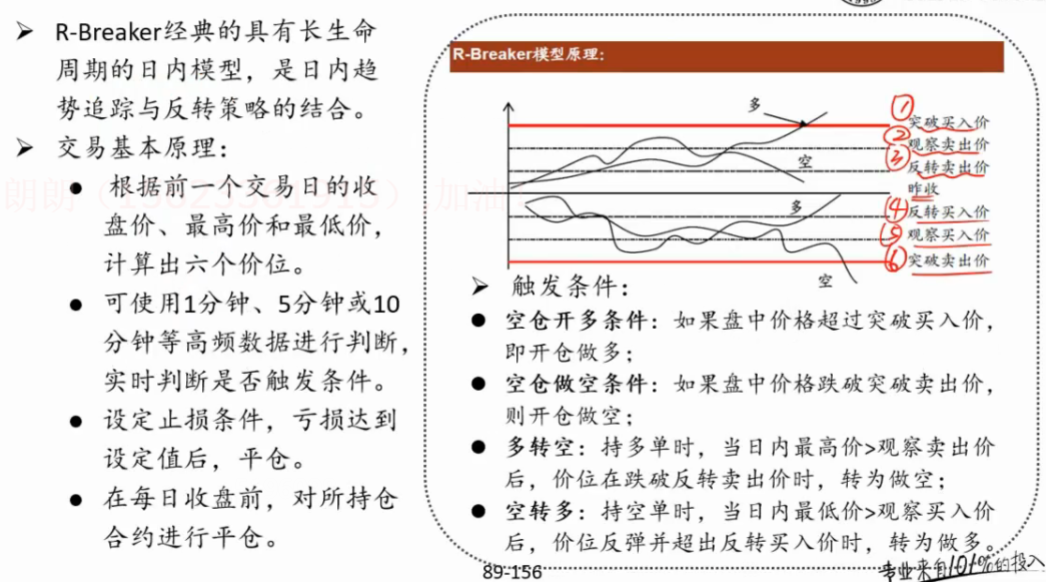 ➢ R-Breaker经典的具有长生命
周期的日内模型，是日内趋
势追踪与反转策略的结合。
➢ 交易基本原理：
● 根据前一个交易日的收
盘价、最高价和最低价，
计算出六个价位。
● 可使用1分钟、5分钟或10
分钟等高频数据进行判断，
实时判断是否触发条件。
● 设定止损条件，亏损达到
设定值后，平仓。
● 在每日收盘前，对所持仓
合约进行平仓。
R-Breaker模型原理：
多
① 突破买入价
② 观察卖出价
③ 反转卖出价
空
昨收
多
④ 反转买入价
⑤ 观察买入价
⑥ 突破卖出价
空
➢ 触发条件：
● 空仓开多条件：如果盘中价格超过突破买入价，
即开仓做多；
● 空仓做空条件：如果盘中价格跌破突破卖出价，
则开仓做空；
● 多转空：持多单时，当日内最高价>观察卖出价
后，价位在跌破反转卖出价时，转为做空；
● 空转多：持空单时，当日内最低价>观察买入价
后，价位反弹并超出反转买入价时，转为做多。
89-156
专业来自101%的投入